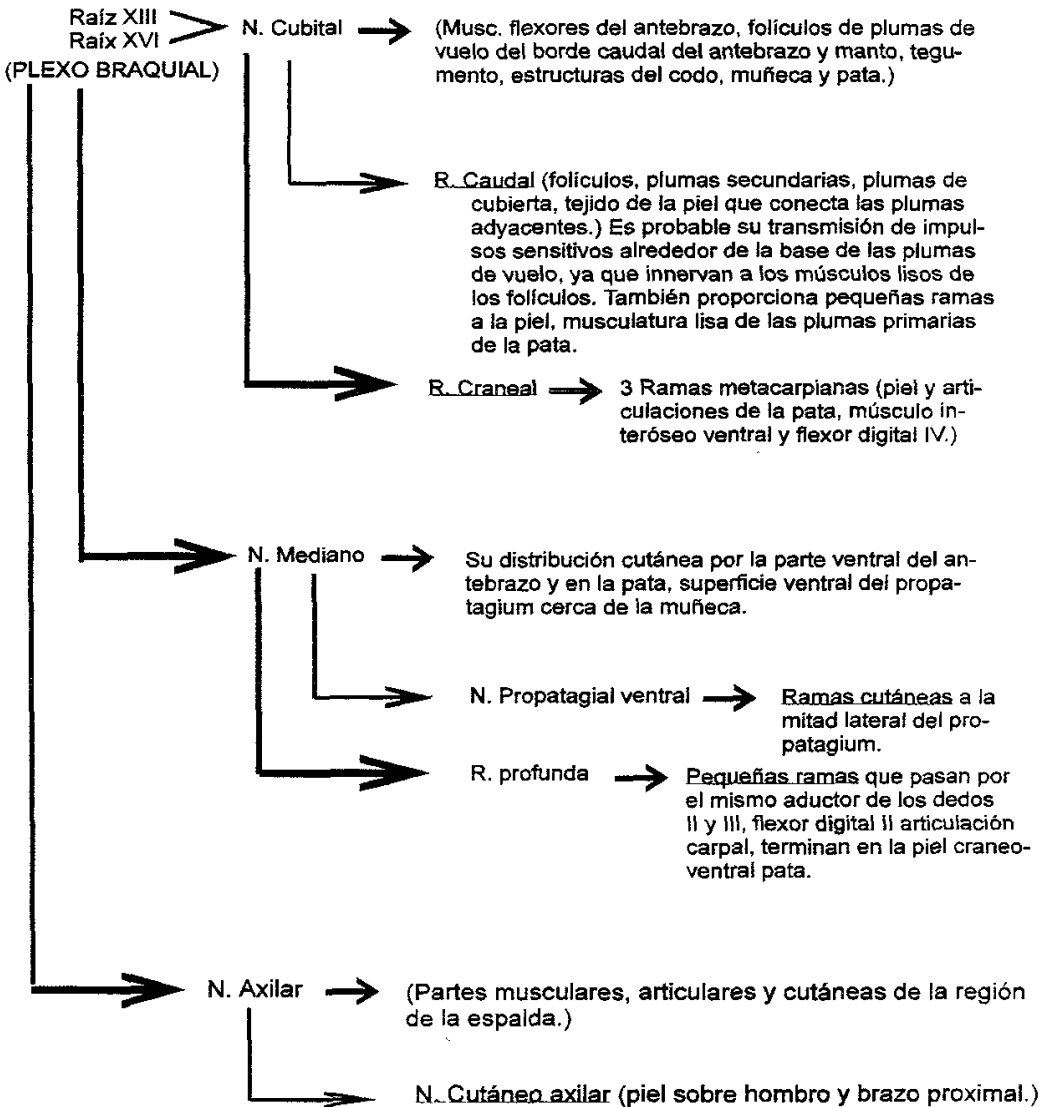 Raíz XIII
Raíx XVI
(PLEXO BRAQUIAL)
N. Cubital
(Musc. flexores del antebrazo, folículos de plumas de
vuelo del borde caudal del antebrazo y manto, tegu-
mento, estructuras del codo, muñeca y pata.)
R. Caudal (folículos, plumas secundarias, plumas de
cubierta, tejido de la piel que conecta las plumas
adyacentes.) Es probable su transmisión de impul-
sos sensitivos alrededor de la base de las plumas
de vuelo, ya que innervan a los músculos lisos de
los folículos. También proporciona pequeñas ramas
a la piel, musculatura lisa de las plumas primarias
de la pata.
R. Craneal
3 Ramas metacarpianas (piel y arti-
culaciones de la pata, músculo in-
teróseo ventral y flexor digital IV.)
N. Mediano
Su distribución cutánea por la parte ventral del an-
tebrazo y en la pata, superficie ventral del propa-
tagium cerca de la muñeca.
N. Propatagial ventral
Ramas cutáneas a la
mitad lateral del pro-
patagium.
R. profunda
Pequeñas ramas que pasan por
el mismo aductor de los dedos
II y III, flexor digital II articulación
carpal, terminan en la piel craneo-
ventral pata.
N. Axilar
(Partes musculares, articulares y cutáneas de la región
de la espalda.)
N. Cutáneo axilar (piel sobre hombro y brazo proximal.)